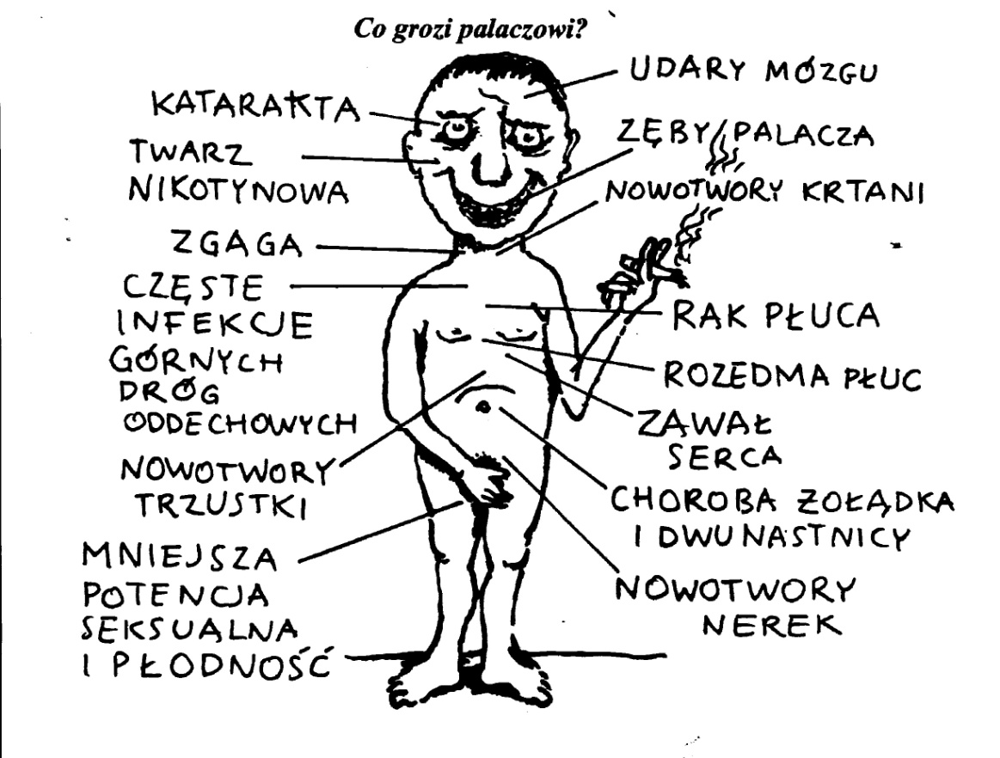 Co grozi palaczowi?
KATARAKTA
TWARZ
NIKOTYNOWA
ZGAGA
CZĘSTE
INFEKCJE
GÓRNYCH
DRÓG
ODDECHOWYCH
NOWOTWORY
TRZUSTKI
MNIEJSZA
POTENCJA
SEKSUALNA
I PŁODNOŚĆ
UDARY MÓZGU
ZĘBY PALACZA
NOWOTWORY KRTANI
RAK PŁUCA
ROZEDMA PŁUC
ZAWAŁ
SERCA
CHOROBA ŻOŁĄDKA
I DWUNASTNICY
NOWOTWORY
NEREK